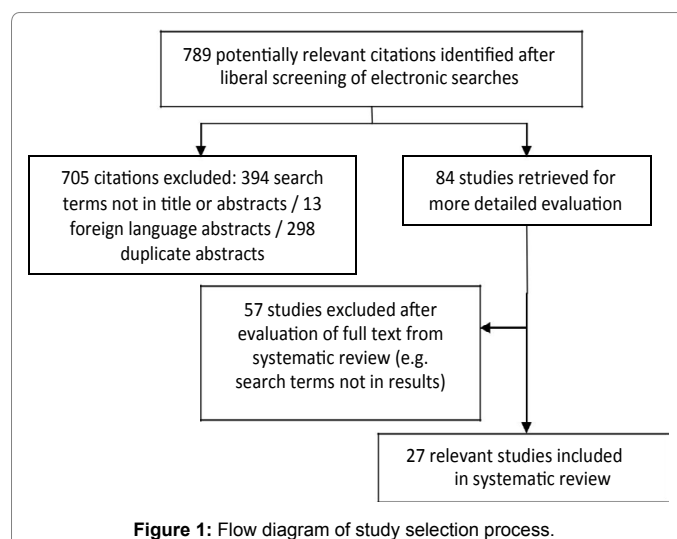 789 potentially relevant citations identified after
liberal screening of electronic searches
705 citations excluded: 394 search
terms not in title or abstracts / 13
foreign language abstracts / 298
duplicate abstracts
84 studies retrieved for
more detailed evaluation
57 studies excluded after
evaluation of full text from
systematic review (e.g.
search terms not in results)
27 relevant studies included
in systematic review
Figure 1: Flow diagram of study selection process.